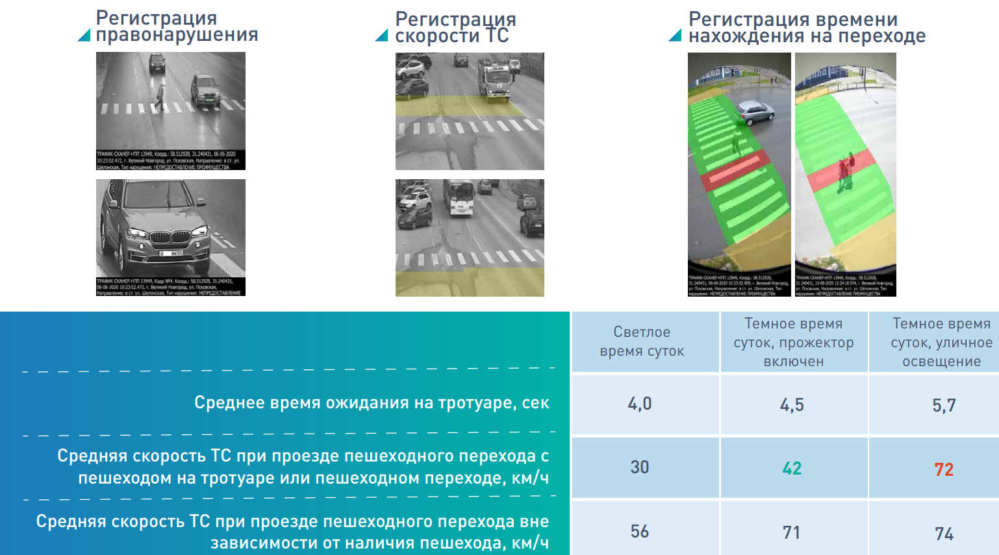 Регистрация
правонарушения
Регистрация
скорости ТС
Регистрация времени
нахождения на переходе
ТРАФИК-СКАНЕР-НПП 13949, Коорд.: 58.512928, 31.240431, 06-06-2020
10:23:02.472, г. Великий Новгород, ул. Псковская, Направление: в ст. ул.
Шелонская, Тип нарушения: НЕПРЕДОСТАВЛЕНИЕ ПРЕИМУЩЕСТВА
ТРАФИК-СКАНЕР-НПП 13949, Кадр №4, Коорд.: 58.512928, 31.240431,
06-06-2020 10:23:02.472, г. Великий Новгород, ул. Псковская,
Направление: в ст. ул. Шелонская, Тип нарушения: НЕПРЕДОСТАВЛЕНИЕ
ТРАФИК-СКАНЕР-НПП 13949, Коорд.: 58.512928,
31.240431, 06-06-2020 10:23:02.909, г. Великий Новгород,
ул. Псковская, Направление: в ст. ул. Шелонская, Тип
нарушения: НЕПРЕДОСТАВЛЕНИЕ ПРЕИМУЩЕСТВА
ТРАФИК-СКАНЕР-НПП 13949, Коорд.: 58.512928,
31.240431, 15-06-2020 12:24:18.574, г. Великий Новгород,
ул. Псковская, Направление: в ст. ул. Шелонская, Тип
нарушения: НЕПРЕДОСТАВЛЕНИЕ ПРЕИМУЩЕСТВА
Светлое
время суток
Темное время
суток, прожектор
включен
Темное время
суток, уличное
освещение
Среднее время ожидания на тротуаре, сек
4,0
4,5
5,7
Средняя скорость ТС при проезде пешеходного перехода с
пешеходом на тротуаре или пешеходном переходе, км/ч
30
42
72
Средняя скорость ТС при проезде пешеходного перехода вне
зависимости от наличия пешехода, км/ч
56
71
74